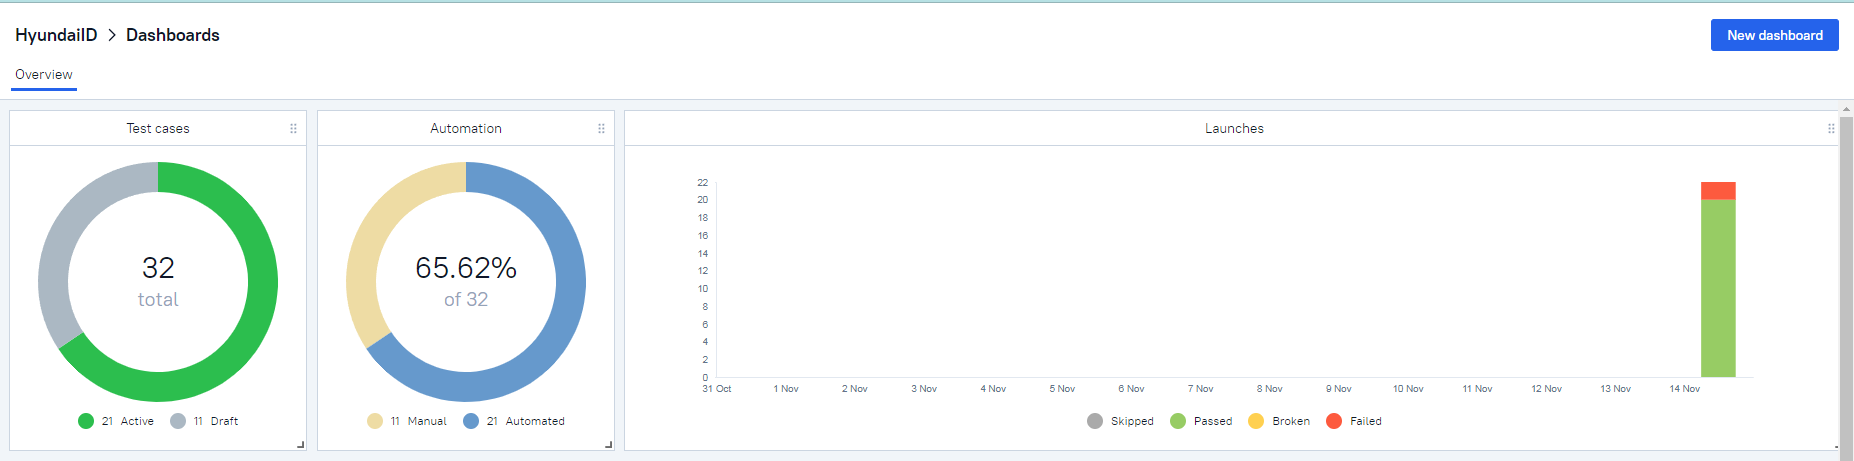 HyundaiID > Dashboards
New dashboard
Overview
Test cases
32
total
21 Active
11 Draft
Automation
65.62%
of 32
11 Manual
21 Automated
Launches
22
20
18
16
14
12
10
8
6
4
2
0
31 Oct 1 Nov 2 Nov 3 Nov 4 Nov 5 Nov 6 Nov 7 Nov 8 Nov 9 Nov 10 Nov 11 Nov 12 Nov 13 Nov 14 Nov
Skipped Passed Broken Failed